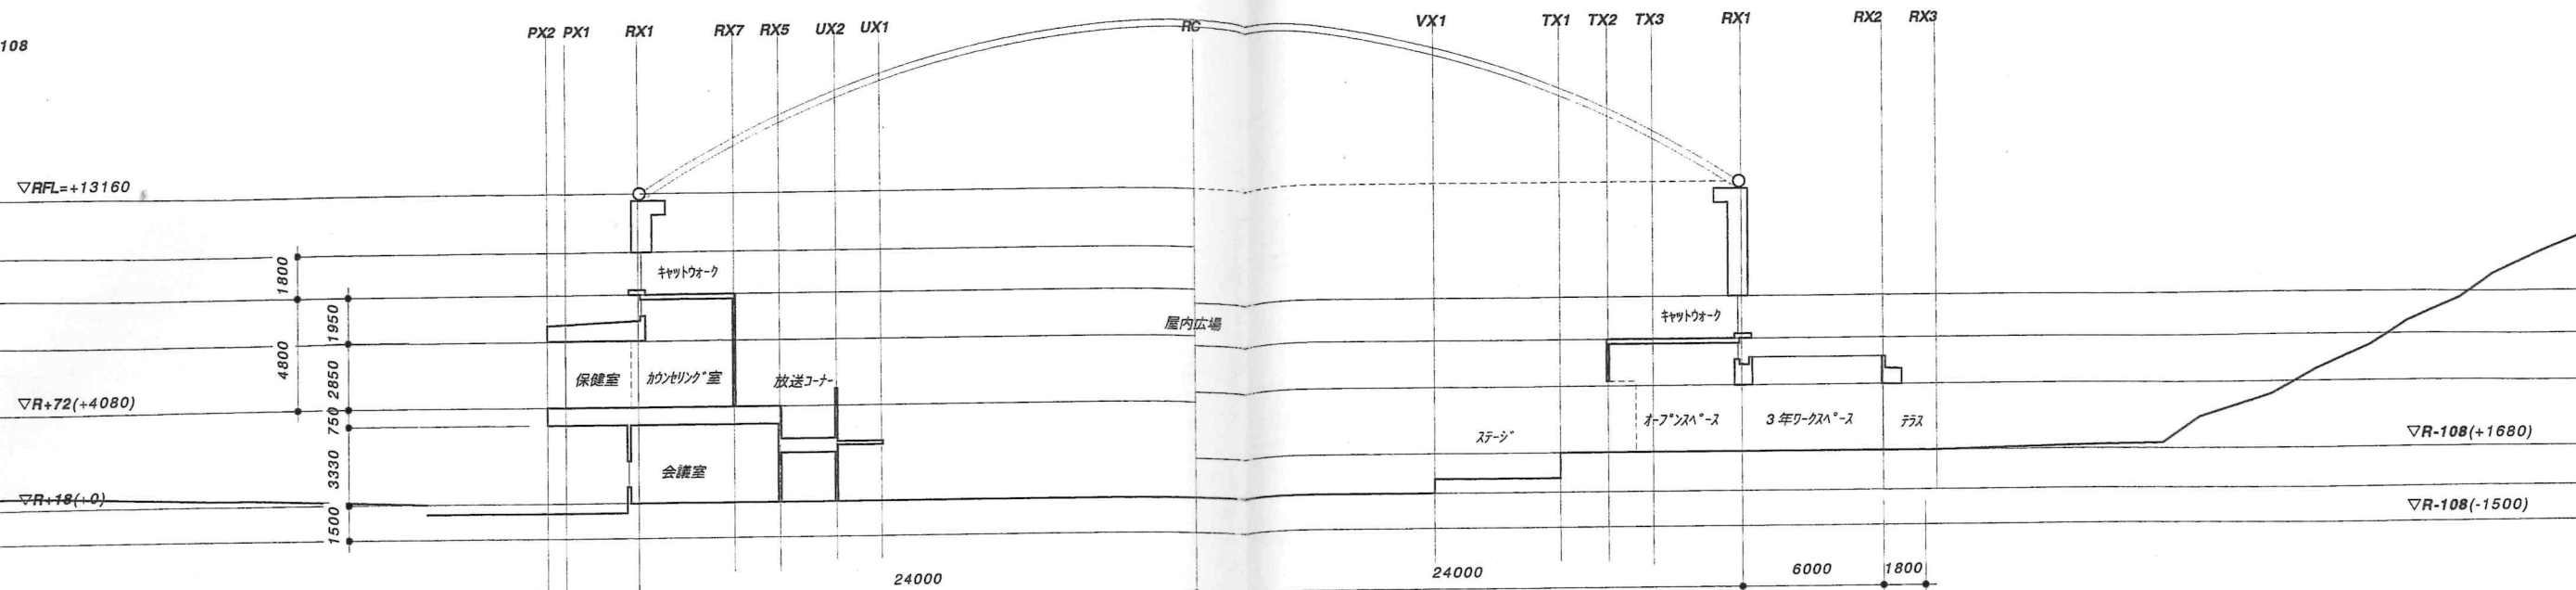 108
PX2 PX1 RX1 RX7 RX5 UX2 UX1 RC VX1 TX1 TX2 TX3 RX1 RX2 RX3
▽RFL=+13160
1800
キャットウォーク
1950
屋内広場
キャットウォーク
4800
2850
保健室
カウンセリング室
放送コーナー
▽R+72(+4080)
750
ステージ
オープンスペース
3年ワークスペース
テラス
▽R-108(+1680)
3330
会議室
▽R+18(+0)
▽R-108(-1500)
1500
24000
24000
6000
1800